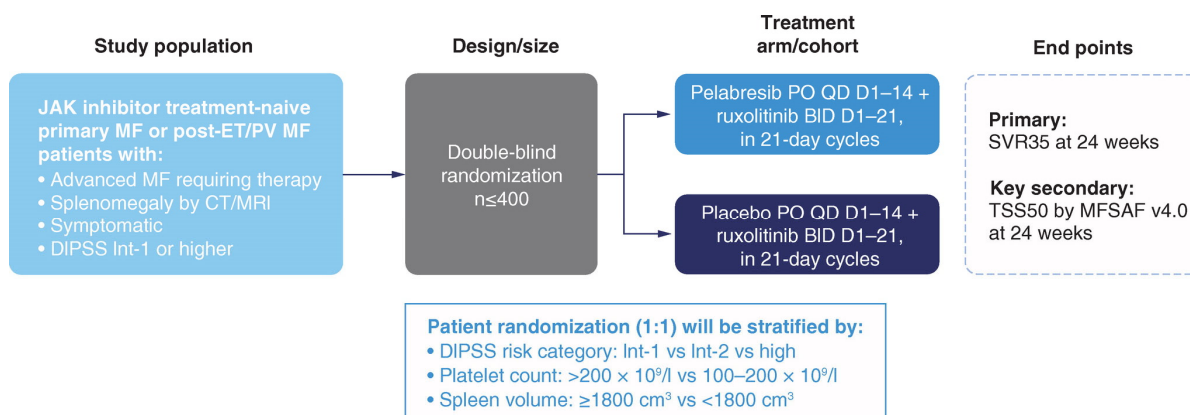 Study population
JAK inhibitor treatment-naive
primary MF or post-ET/PV MF
patients with:
• Advanced MF requiring therapy
• Splenomegaly by CT/MRI
• Symptomatic
• DIPSS Int-1 or higher
Design/size
Double-blind
randomization
n≤400
Treatment
arm/cohort
Pelabresib PO QD D1–14 +
ruxolitinib BID D1–21,
in 21-day cycles
Placebo PO QD D1–14 +
ruxolitinib BID D1–21,
in 21-day cycles
End points
Primary:
SVR35 at 24 weeks
Key secondary:
TSS50 by MFSAF v4.0
at 24 weeks
Patient randomization (1:1) will be stratified by:
• DIPSS risk category: Int-1 vs Int-2 vs high
• Platelet count: >200 × 10⁹/l vs 100–200 × 10⁹/l
• Spleen volume: ≥1800 cm³ vs <1800 cm³